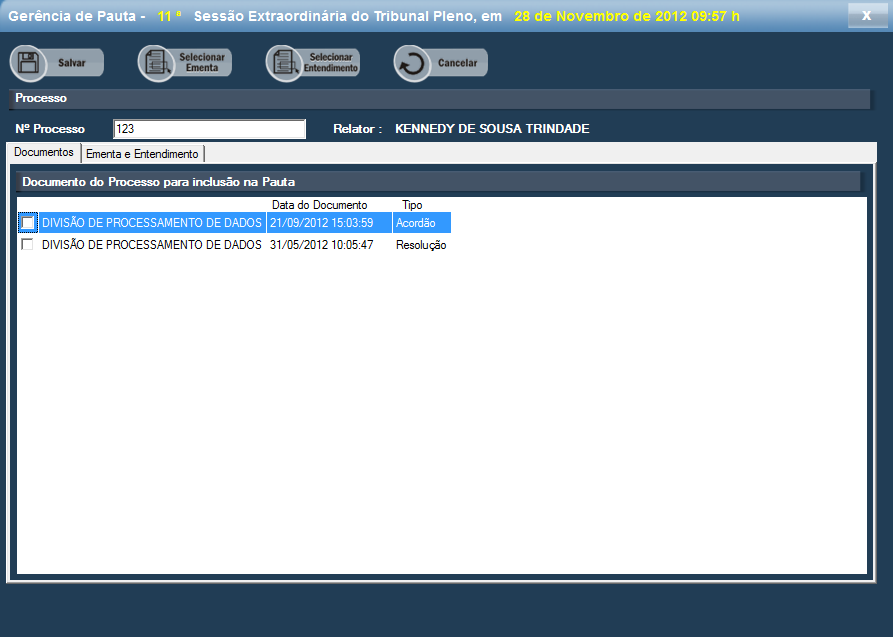 Gerência de Pauta - 11 ª Sessão Extraordinária do Tribunal Pleno, em 28 de Novembro de 2012 09:57 h X
Salvar
Selecionar
Ementa
Selecionar
Entendimento
Cancelar
Processo
Nº Processo 123 Relator : KENNEDY DE SOUSA TRINDADE
Documentos Ementa e Entendimento
Documento do Processo para inclusão na Pauta
Data do Documento Tipo
DIVISÃO DE PROCESSAMENTO DE DADOS 21/09/2012 15:03:59 Acordão
DIVISÃO DE PROCESSAMENTO DE DADOS 31/05/2012 10:05:47 Resolução